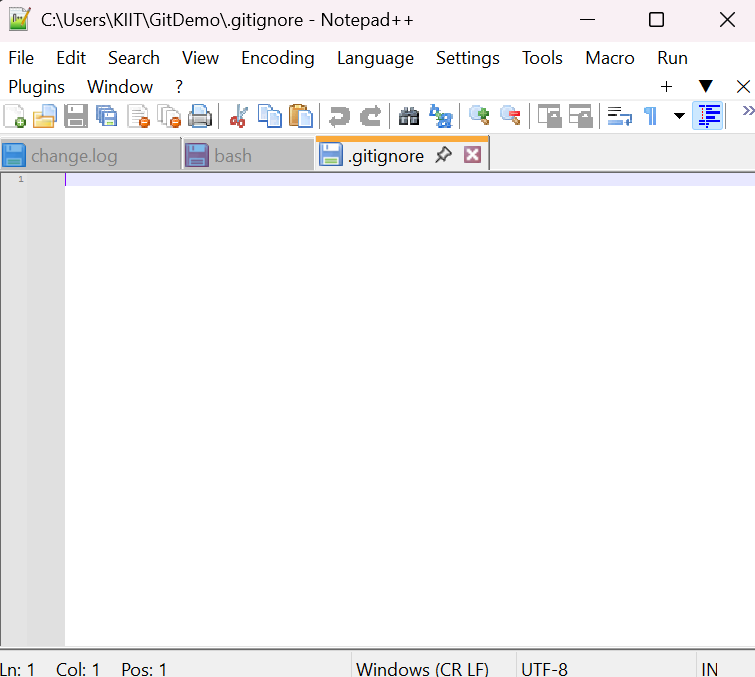 C:\Users\KIIT\GitDemo\.gitignore - Notepad++
File Edit Search View Encoding Language Settings Tools Macro Run
Plugins Window ?
change.log bash .gitignore
1
Ln: 1 Col: 1 Pos: 1 Windows (CR LF) UTF-8 IN